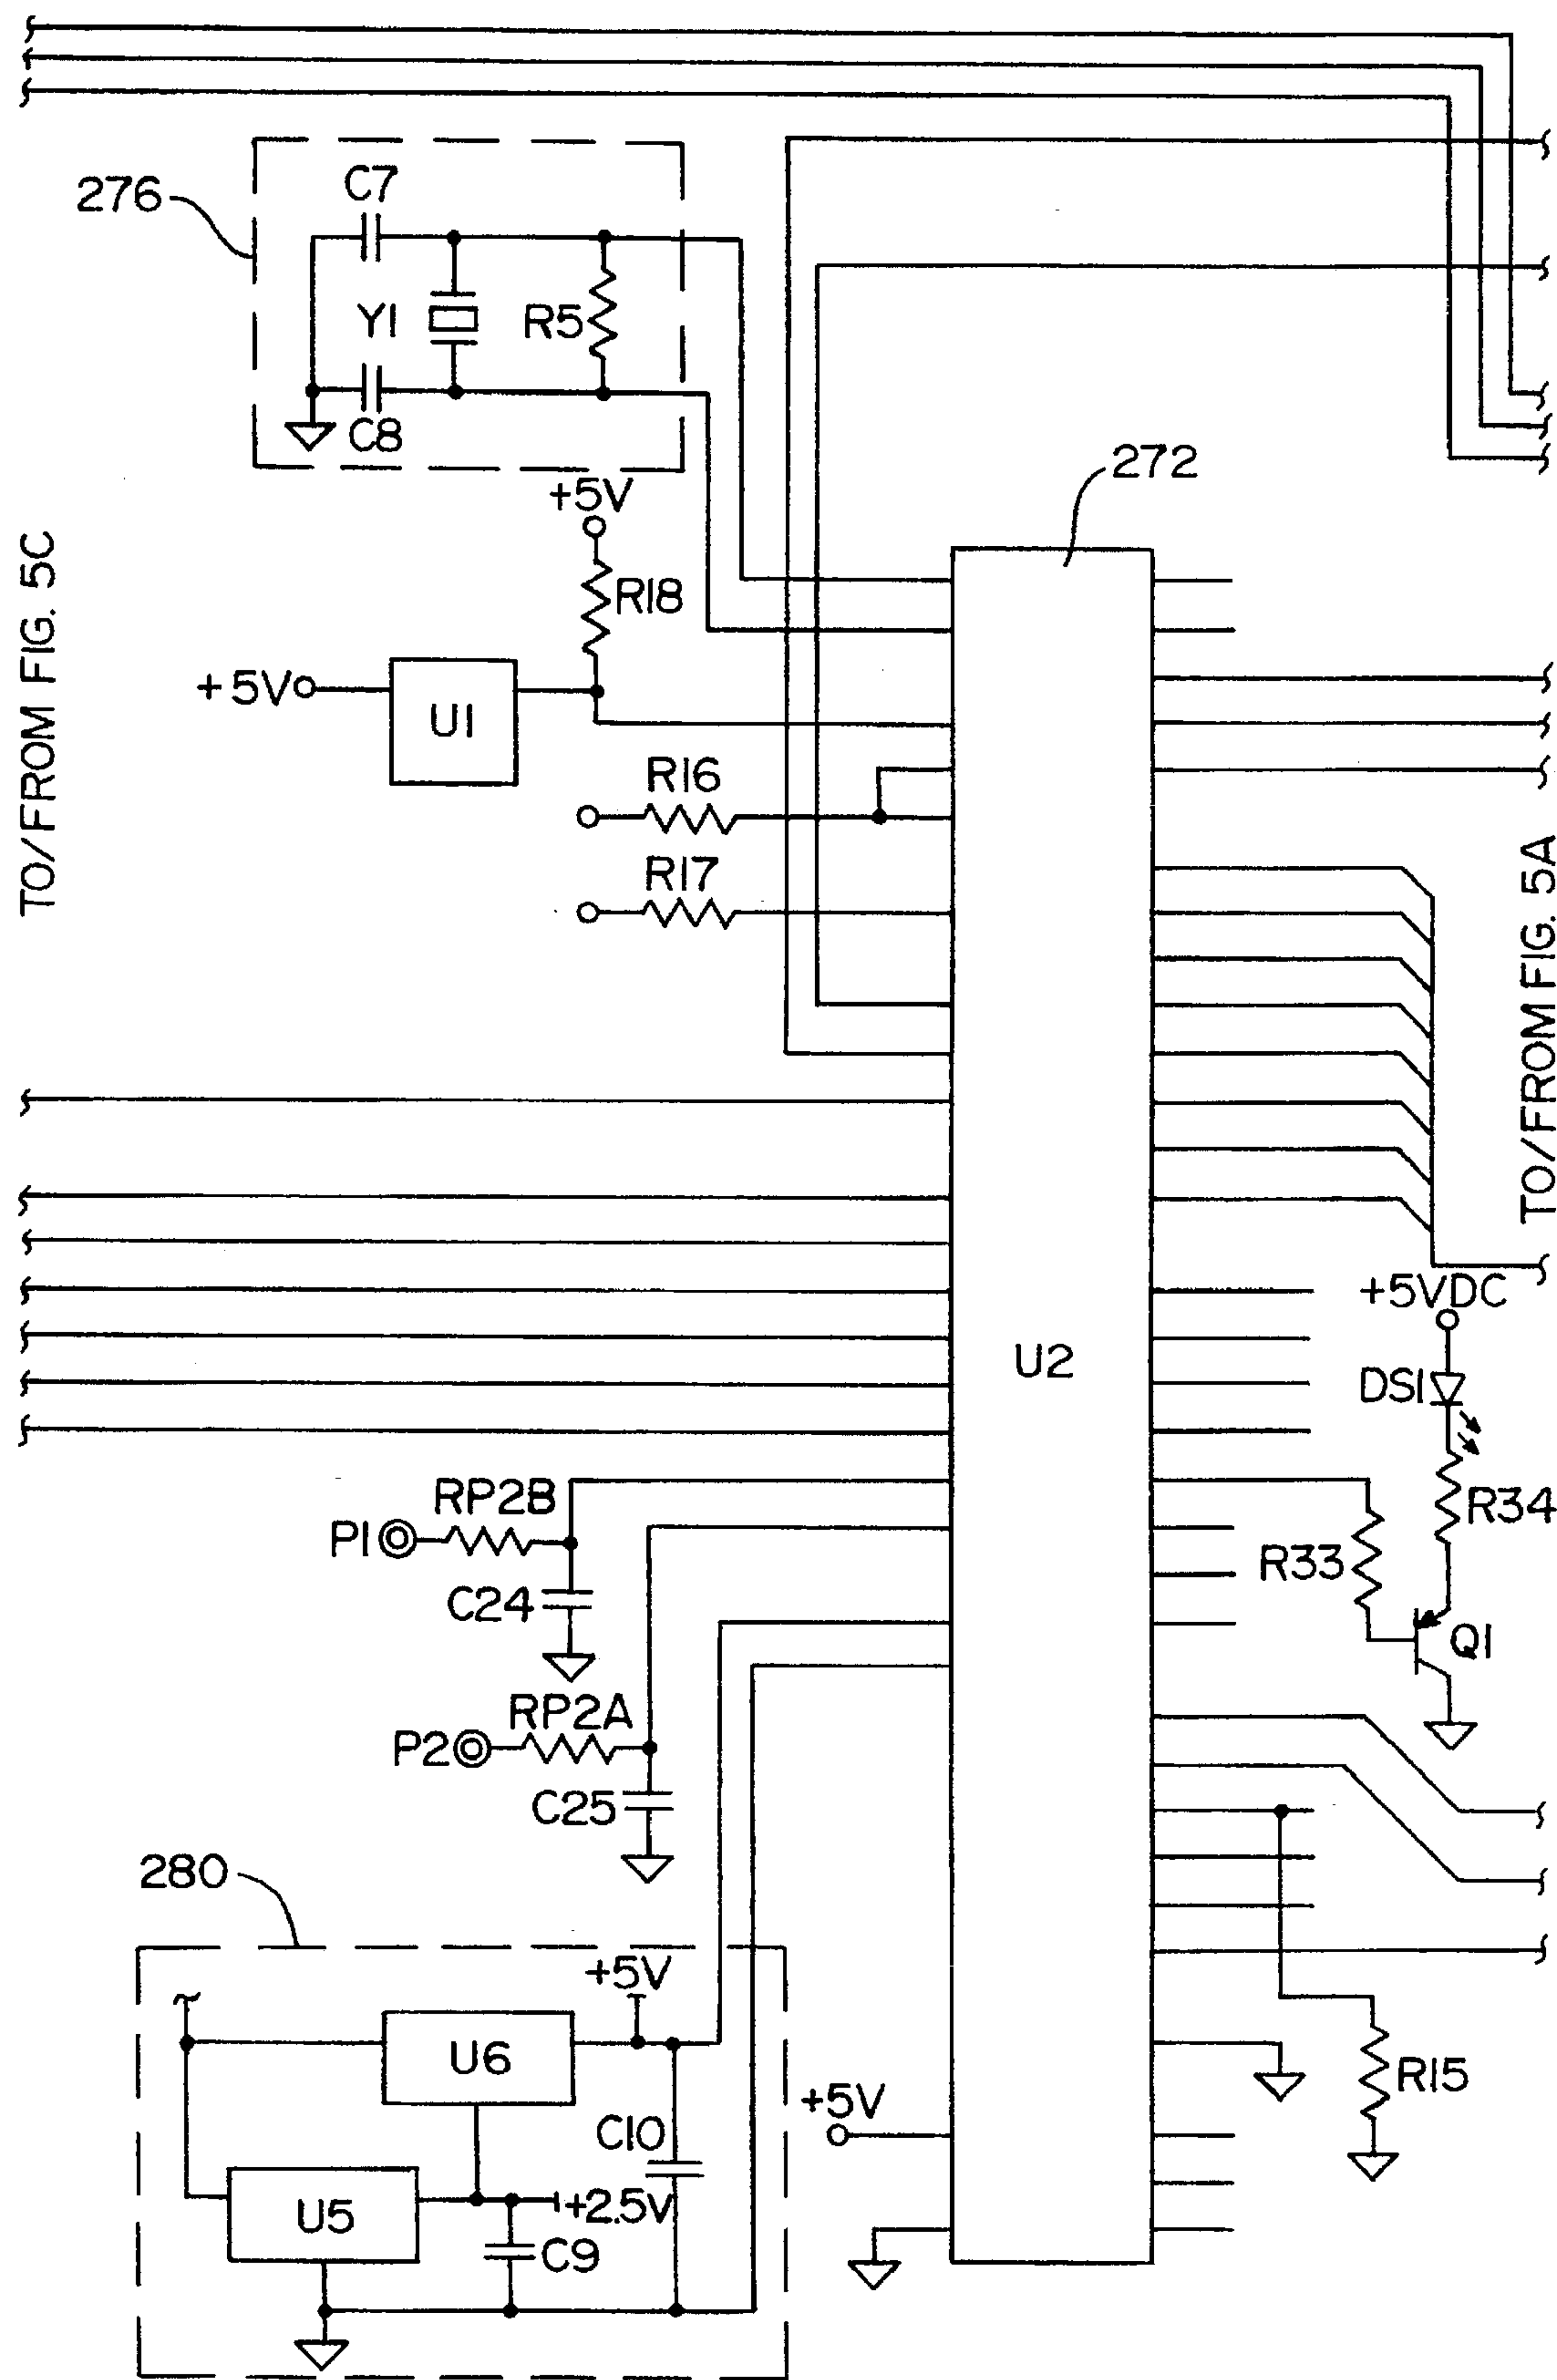 276
C7
Y1
R5
C8
272
+5V
R18
+5V
U1
R16
R17
TO/FROM FIG. 5C
TO/FROM FIG. 5A
U2
+5VDC
DS1
R34
R33
Q1
RP2B
P1
C24
RP2A
P2
C25
280
+5V
U6
C10
+5V
R15
U5
+2.5V
C9